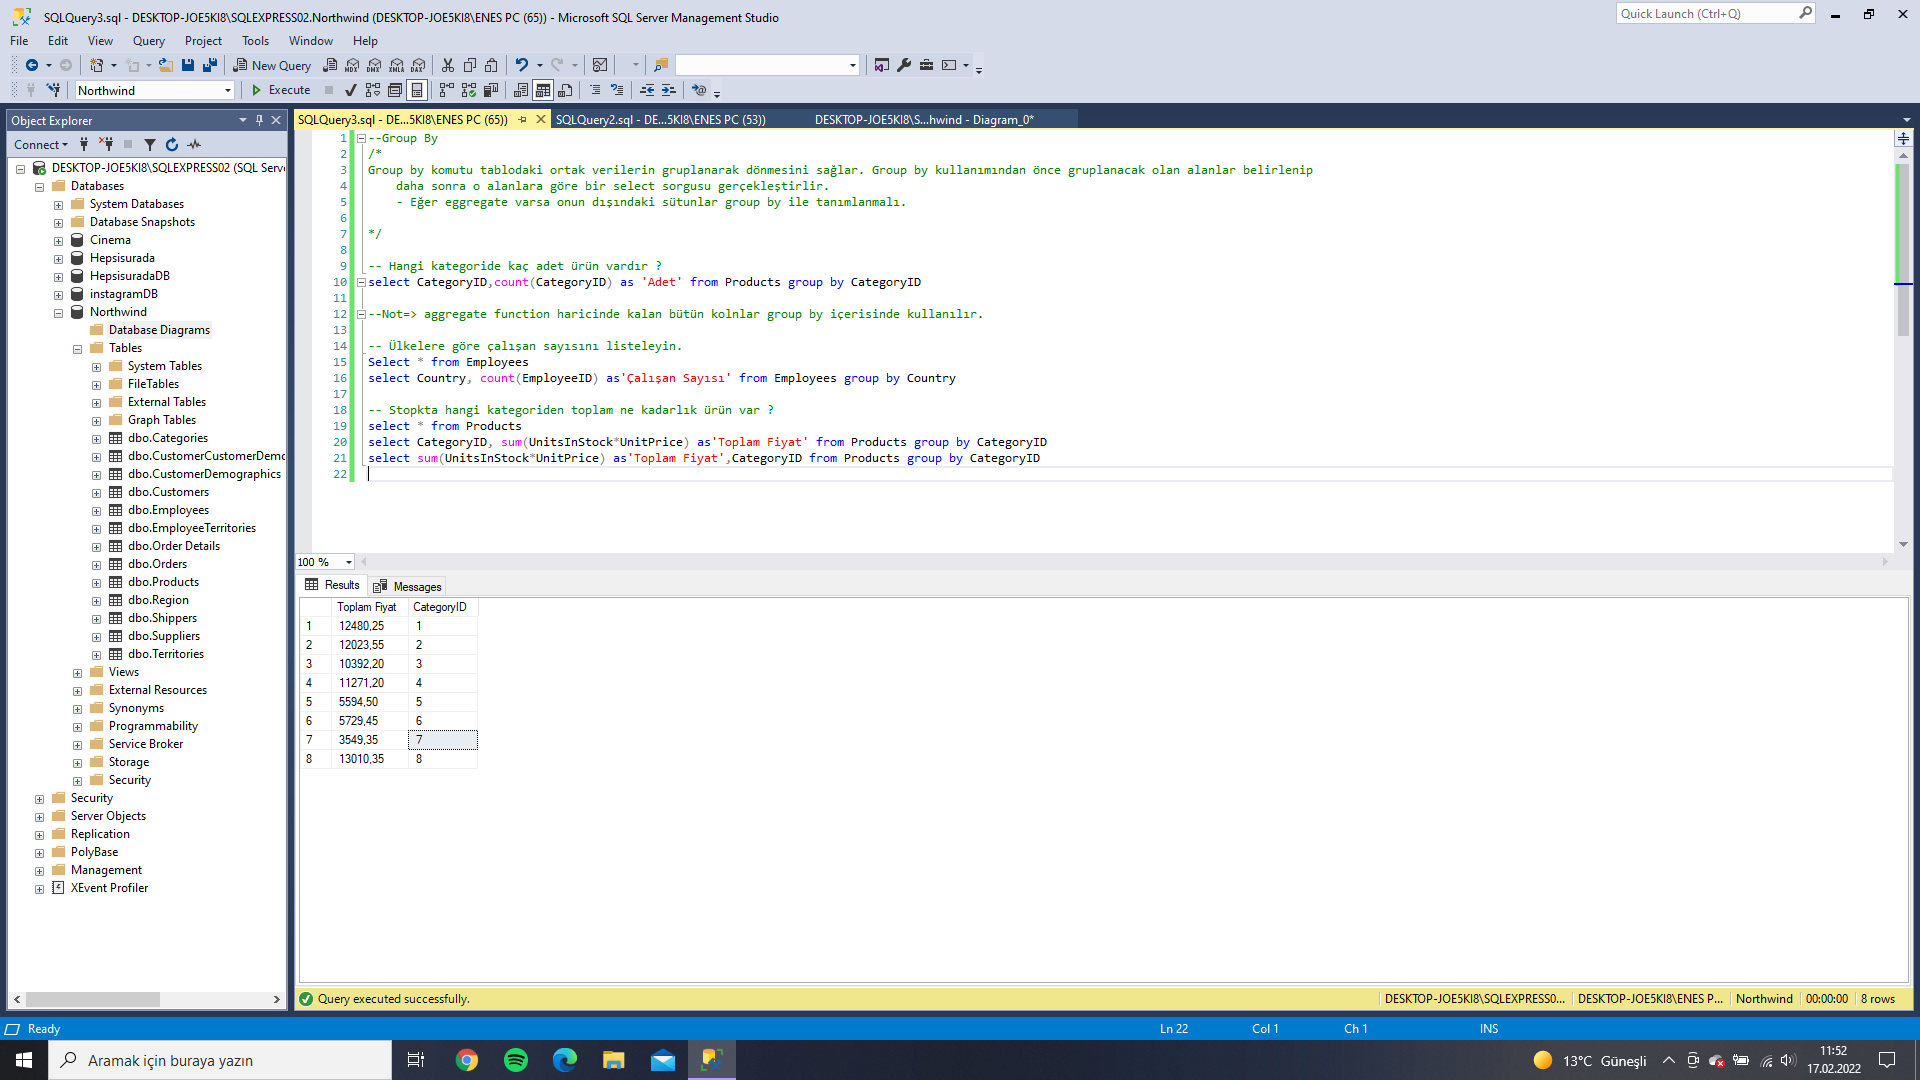 SQLQuery3.sql - DESKTOP-JOE5KI8\SQLEXPRESS02.Northwind (DESKTOP-JOE5KI8\ENES PC (65)) - Microsoft SQL Server Management Studio
Quick Launch (Ctrl+Q)
File Edit View Query Project Tools Window Help
New Query
MDX DMX XMLA DAX
Northwind Execute
Object Explorer
Connect
DESKTOP-JOE5KI8\SQLEXPRESS02 (SQL Serve
Databases
System Databases
Database Snapshots
Cinema
Hepsisurada
HepsisuradaDB
instagramDB
Northwind
Database Diagrams
Tables
System Tables
FileTables
External Tables
Graph Tables
dbo.Categories
dbo.CustomerCustomerDemo
dbo.CustomerDemographics
dbo.Customers
dbo.Employees
dbo.EmployeeTerritories
dbo.Order Details
dbo.Orders
dbo.Products
dbo.Region
dbo.Shippers
dbo.Suppliers
dbo.Territories
Views
External Resources
Synonyms
Programmability
Service Broker
Storage
Security
Security
Server Objects
Replication
PolyBase
Management
XEvent Profiler
SQLQuery3.sql - DE...5KI8\ENES PC (65)) SQLQuery2.sql - DE...5KI8\ENES PC (53)) DESKTOP-JOE5KI8\S...hwind - Diagram_0*
1 --Group By
2 /*
3 Group by komutu tablodaki ortak verilerin gruplanarak dönmesini sağlar. Group by kullanımından önce gruplanacak olan alanlar belirlenip
4 daha sonra o alanlara göre bir select sorgusu gerçekleştirlir.
5 - Eğer eggregate varsa onun dışındaki sütunlar group by ile tanımlanmalı.
6
7 */
8
9 -- Hangi kategoride kaç adet ürün vardır ?
10 select CategoryID,count(CategoryID) as 'Adet' from Products group by CategoryID
11
12 --Not=> aggregate function haricinde kalan bütün kolnlar group by içerisinde kullanılır.
13
14 -- Ülkelere göre çalışan sayısını listeleyin.
15 Select * from Employees
16 select Country, count(EmployeeID) as'Çalışan Sayısı' from Employees group by Country
17
18 -- Stopkta hangi kategoriden toplam ne kadarlık ürün var ?
19 select * from Products
20 select CategoryID, sum(UnitsInStock*UnitPrice) as'Toplam Fiyat' from Products group by CategoryID
21 select sum(UnitsInStock*UnitPrice) as'Toplam Fiyat',CategoryID from Products group by CategoryID
22
100 %
Results Messages
Toplam Fiyat CategoryID
1 12480,25 1
2 12023,55 2
3 10392,20 3
4 11271,20 4
5 5594,50 5
6 5729,45 6
7 3549,35 7
8 13010,35 8
Query executed successfully. DESKTOP-JOE5KI8\SQLEXPRESS0... DESKTOP-JOE5KI8\ENES P... Northwind 00:00:00 8 rows
Ready Ln 22 Col 1 Ch 1 INS
Aramak için buraya yazın
13°C Güneşli
11:52
17.02.2022